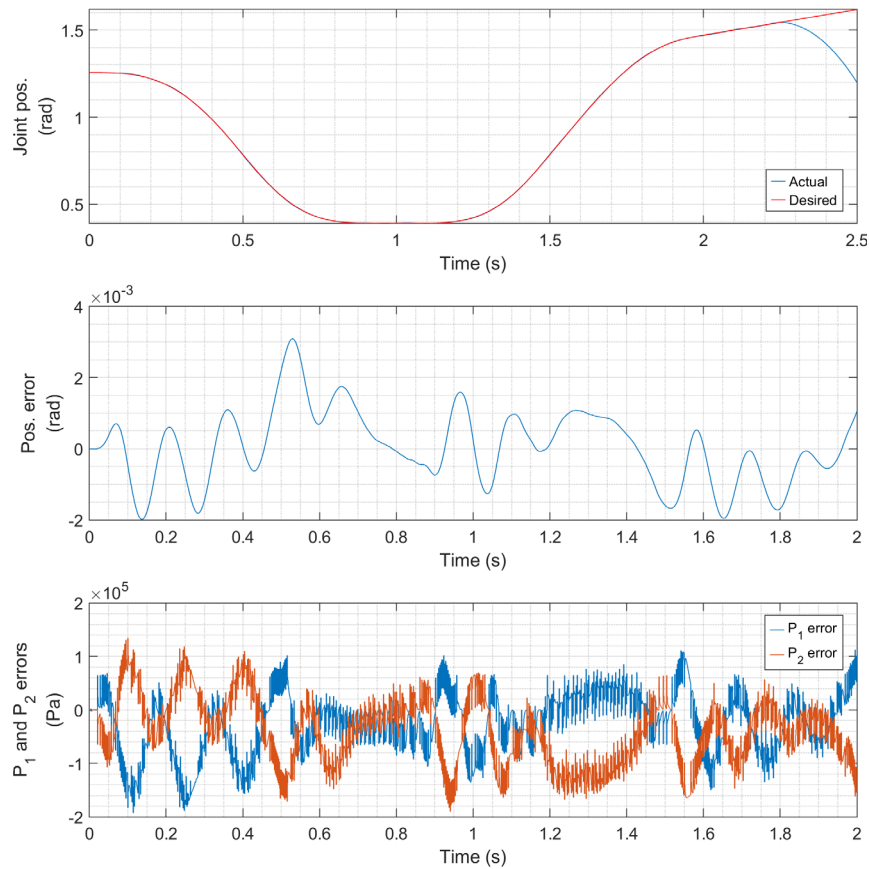 1.5
1
0.5
Joint pos.
(rad)
Actual
Desired
0 0.5 1 1.5 2 2.5
Time (s)
×10⁻³
4
2
0
-2
Pos. error
(rad)
0 0.2 0.4 0.6 0.8 1 1.2 1.4 1.6 1.8 2
Time (s)
×10⁵
2
1
0
-1
-2
P₁ and P₂ errors
(Pa)
P₁ error
P₂ error
0 0.2 0.4 0.6 0.8 1 1.2 1.4 1.6 1.8 2
Time (s)